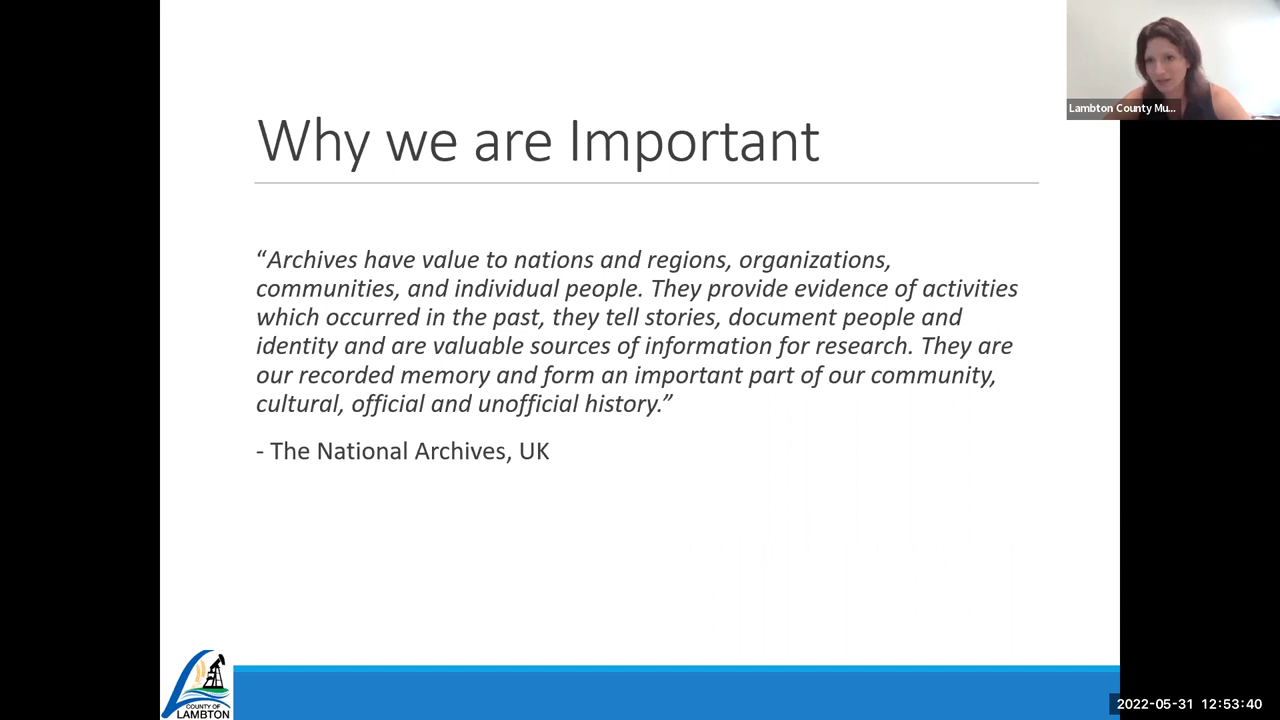 Lambton County Mu...
Why we are Important
“Archives have value to nations and regions, organizations,
communities, and individual people. They provide evidence of activities
which occurred in the past, they tell stories, document people and
identity and are valuable sources of information for research. They are
our recorded memory and form an important part of our community,
cultural, official and unofficial history.”
- The National Archives, UK
COUNTY OF
LAMBTON
2022-05-31 12:53:40